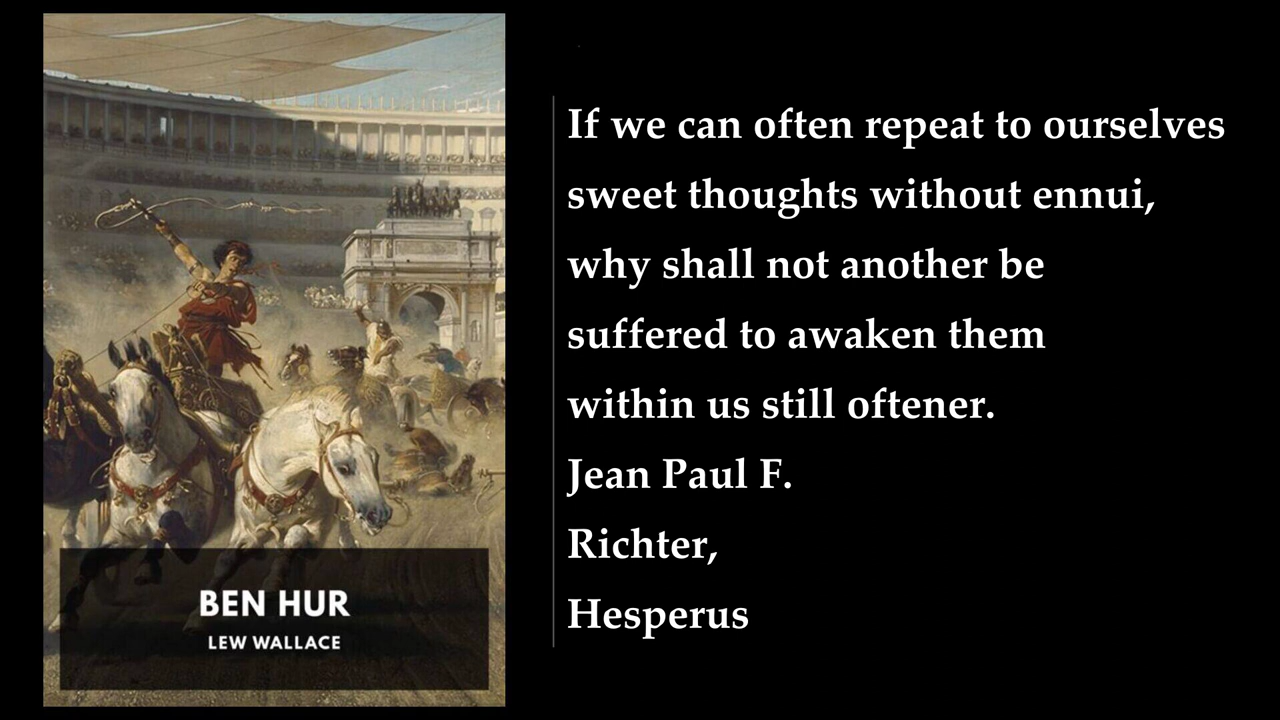 BEN HUR
LEW WALLACE
If we can often repeat to ourselves
sweet thoughts without ennui,
why shall not another be
suffered to awaken them
within us still oftener.
Jean Paul F.
Richter,
Hesperus